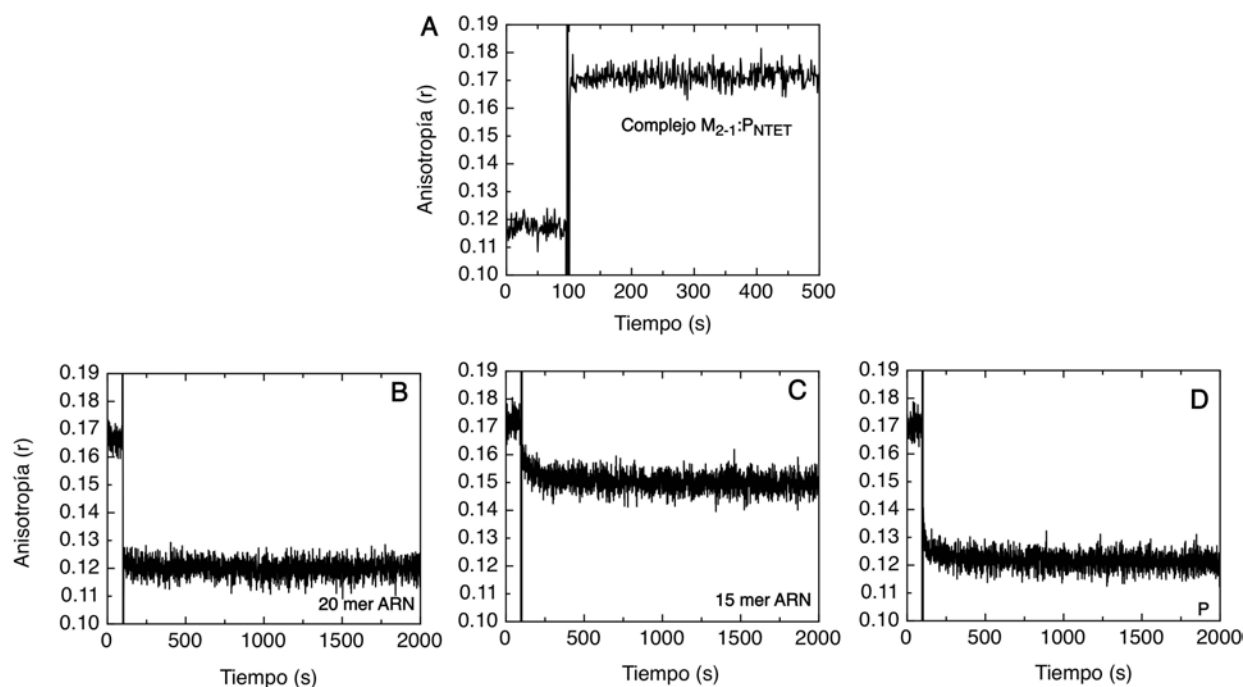 A
0.19
0.18
0.17
0.16
0.15
0.14
0.13
0.12
0.11
0.10
Anisotropía (r)
Complejo M2-1:PNTET
0 100 200 300 400 500
Tiempo (s)
0.19
0.18
0.17
0.16
0.15
0.14
0.13
0.12
0.11
0.10
Anisotropía (r)
B
20 mer ARN
0 500 1000 1500 2000
Tiempo (s)
0.19
0.18
0.17
0.16
0.15
0.14
0.13
0.12
0.11
0.10
C
15 mer ARN
0 500 1000 1500 2000
Tiempo (s)
0.19
0.18
0.17
0.16
0.15
0.14
0.13
0.12
0.11
0.10
D
P
0 500 1000 1500 2000
Tiempo (s)